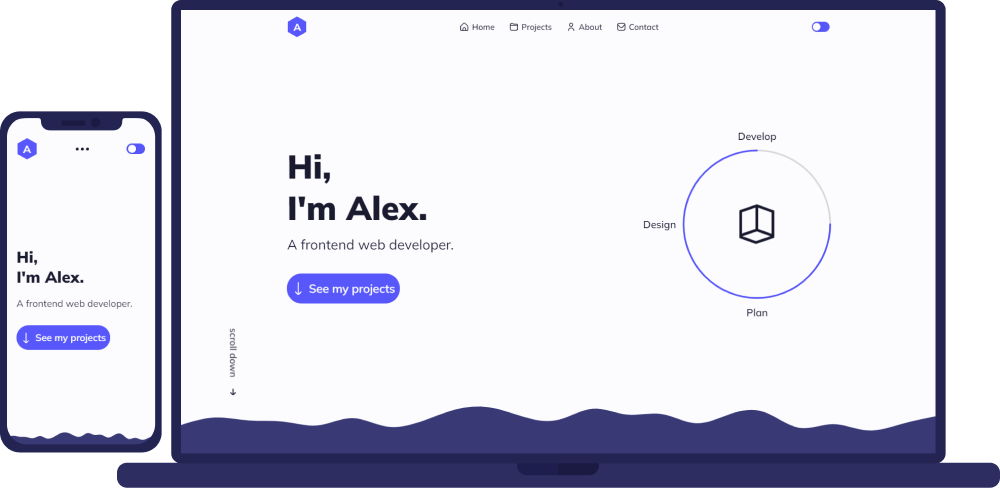 A
Home Projects About Contact
Develop
Hi,
I'm Alex.
Design
A frontend web developer.
See my projects
Plan
scroll down
A
Hi,
I'm Alex.
A frontend web developer.
See my projects